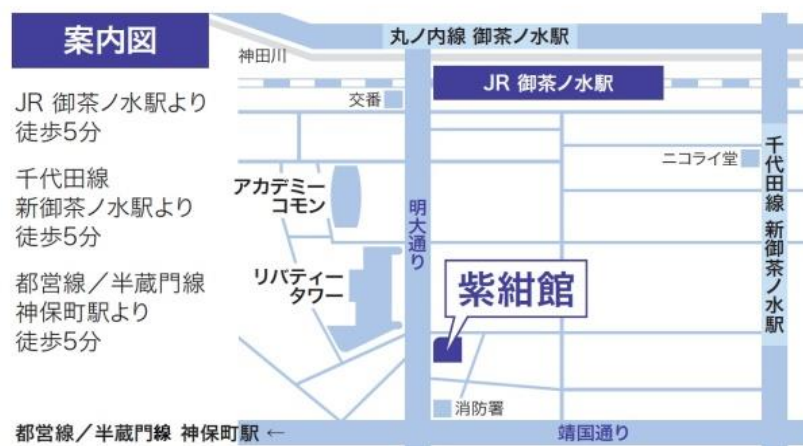 案内図
JR 御茶ノ水駅より
徒歩5分
千代田線
新御茶ノ水駅より
徒歩5分
都営線／半蔵門線
神保町駅より
徒歩5分
丸ノ内線 御茶ノ水駅
神田川
JR 御茶ノ水駅
交番
ニコライ堂
千代田線 新御茶ノ水駅
アカデミー
コモン
明大通り
リバティー
タワー
紫紺館
消防署
都営線／半蔵門線 神保町駅 ←
靖国通り